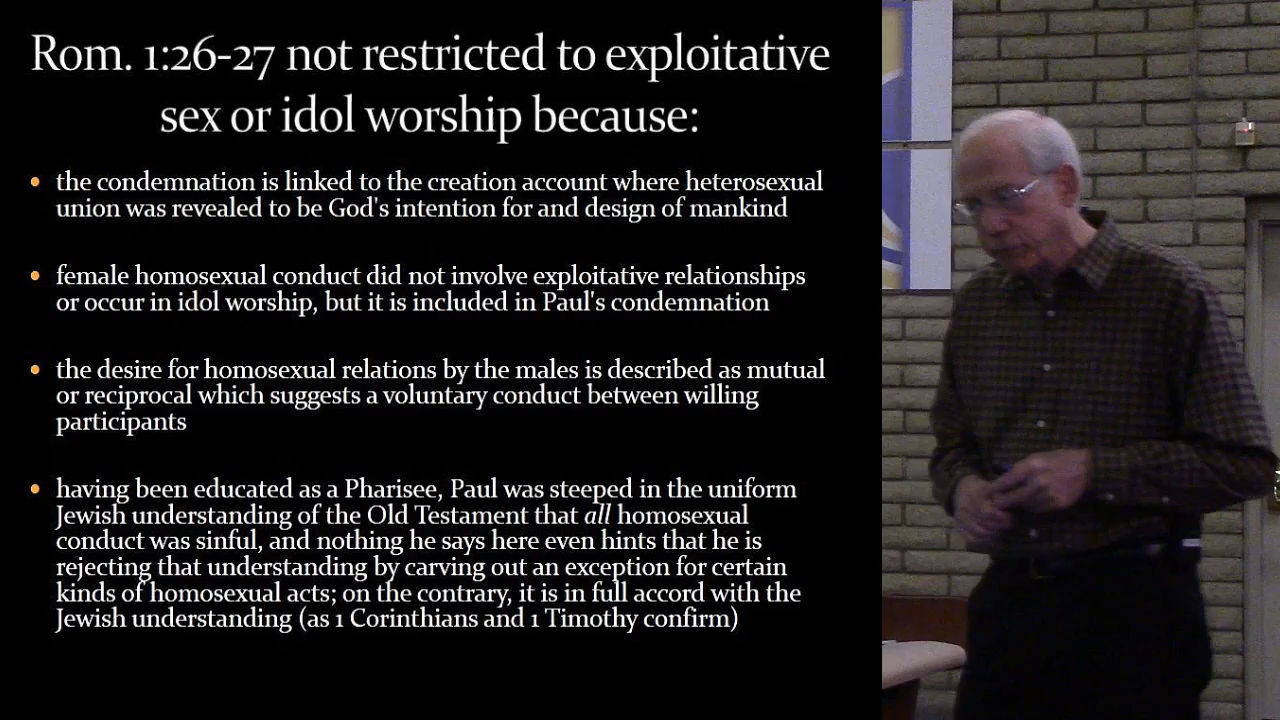 Rom. 1:26-27 not restricted to exploitative
sex or idol worship because:
• the condemnation is linked to the creation account where heterosexual
union was revealed to be God's intention for and design of mankind
• female homosexual conduct did not involve exploitative relationships
or occur in idol worship, but it is included in Paul's condemnation
• the desire for homosexual relations by the males is described as mutual
or reciprocal which suggests a voluntary conduct between willing
participants
• having been educated as a Pharisee, Paul was steeped in the uniform
Jewish understanding of the Old Testament that all homosexual
conduct was sinful, and nothing he says here even hints that he is
rejecting that understanding by carving out an exception for certain
kinds of homosexual acts; on the contrary, it is in full accord with the
Jewish understanding (as 1 Corinthians and 1 Timothy confirm)